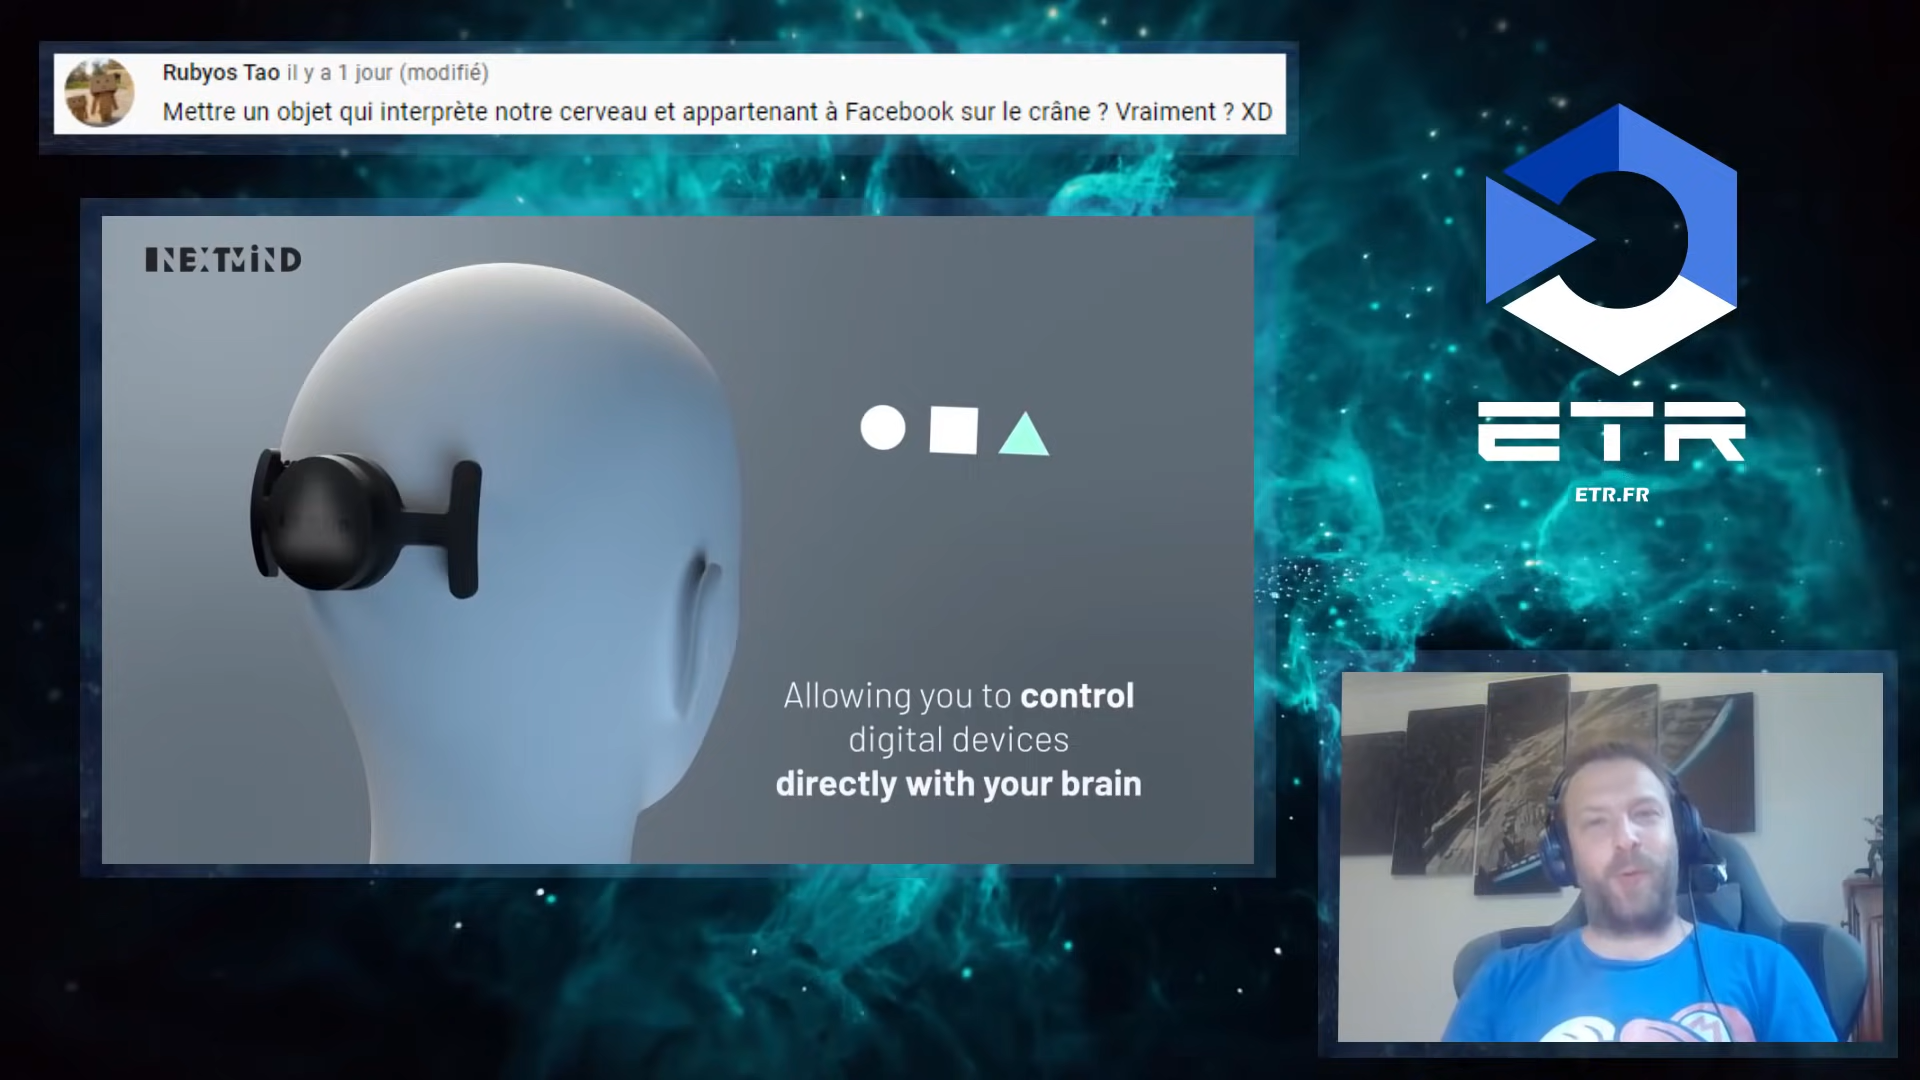 Rubyos Tao il y a 1 jour (modifié)
Mettre un objet qui interprète notre cerveau et appartenant à Facebook sur le crâne ? Vraiment ? XD
NEXTMiND
Allowing you to control
digital devices
directly with your brain
ETR
ETR.FR
M